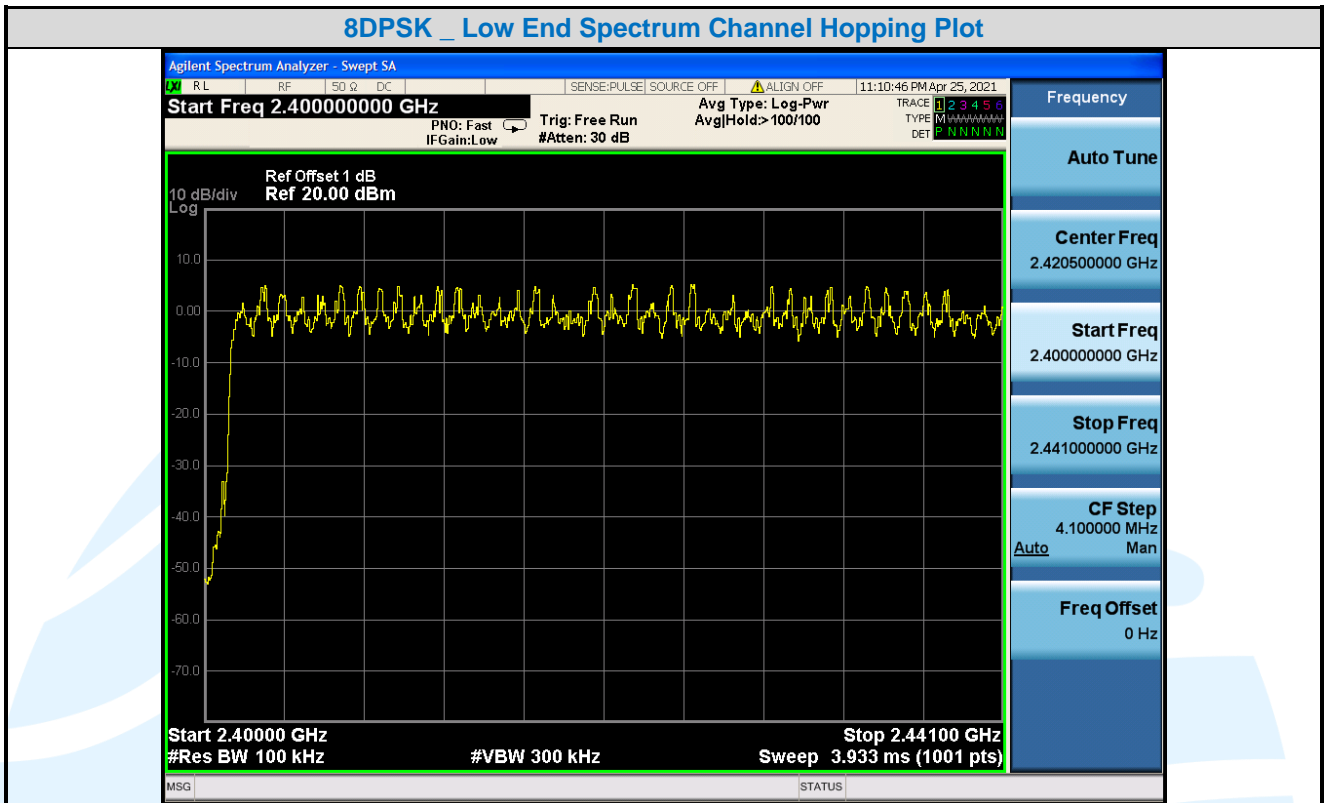 8DPSK _ Low End Spectrum Channel Hopping Plot
Agilent Spectrum Analyzer - Swept SA
LXI RL RF 50 Ω DC SENSE:PULSE SOURCE OFF ALIGN OFF 11:10:46 PM Apr 25, 2021
Start Freq 2.400000000 GHz
PNO: Fast
IFGain:Low
Trig: Free Run
#Atten: 30 dB
Avg Type: Log-Pwr
Avg|Hold:>100/100
TRACE 1 2 3 4 5 6
TYPE M
DET P N N N N N
Ref Offset 1 dB
10 dB/div Ref 20.00 dBm
Log
10.0
0.00
-10.0
-20.0
-30.0
-40.0
-50.0
-60.0
-70.0
Start 2.40000 GHz Stop 2.44100 GHz
#Res BW 100 kHz #VBW 300 kHz Sweep 3.933 ms (1001 pts)
MSG STATUS
Frequency
Auto Tune
Center Freq
2.420500000 GHz
Start Freq
2.400000000 GHz
Stop Freq
2.441000000 GHz
CF Step
4.100000 MHz
Auto Man
Freq Offset
0 Hz